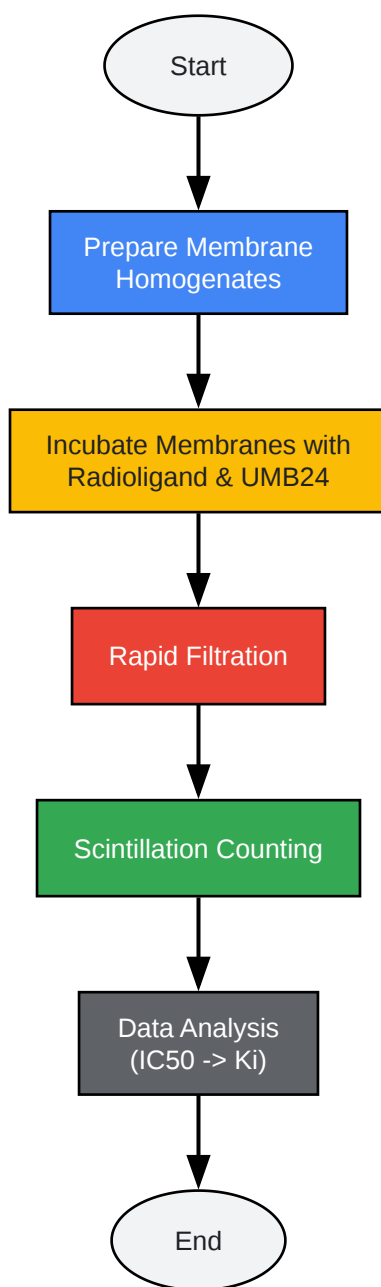 Start
Prepare Membrane
Homogenates
Incubate Membranes with
Radioligand & UMB24
Rapid Filtration
Scintillation Counting
Data Analysis
(IC50 -> Ki)
End